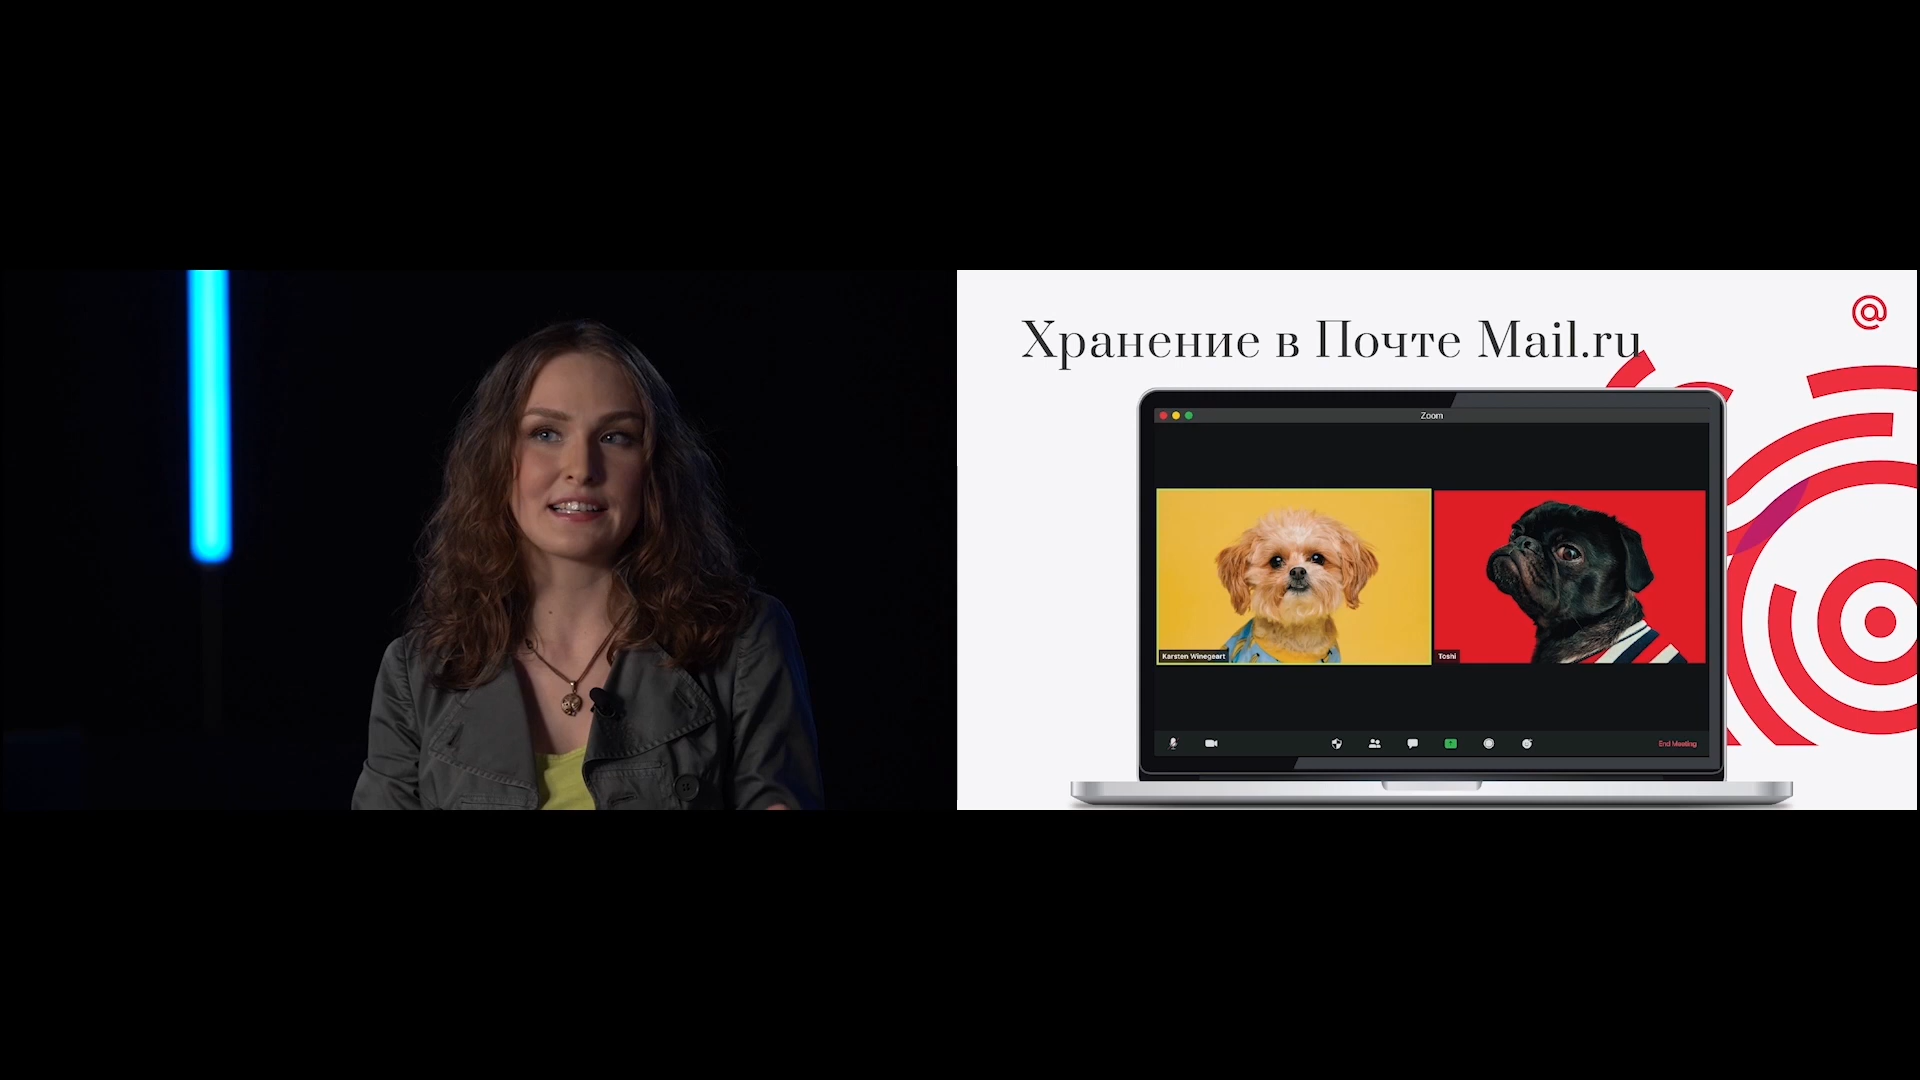 Хранение в Почте Mail.ru
Zoom
Karsten Winegeart
Toshi
End Meeting